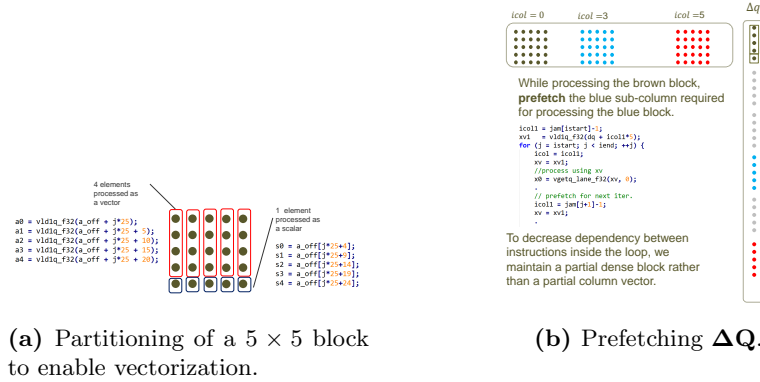 4 elements
processed as
a vector
a0 = vld1q_f32(a_off + j*25);
a1 = vld1q_f32(a_off + j*25 + 5);
a2 = vld1q_f32(a_off + j*25 + 10);
a3 = vld1q_f32(a_off + j*25 + 15);
a4 = vld1q_f32(a_off + j*25 + 20);
1 element
processed as
a scalar
s0 = a_off[j*25+4];
s1 = a_off[j*25+9];
s2 = a_off[j*25+14];
s3 = a_off[j*25+19];
s4 = a_off[j*25+24];
(a) Partitioning of a 5 × 5 block
to enable vectorization.
icol = 0 icol =3 icol =5
Δq
While processing the brown block,
prefetch the blue sub-column required
for processing the blue block.
icol1 = jam[istart]-1;
xv1 = vld1q_f32(dq + icol1*5);
for (j = istart; j < iend; ++j) {
icol = icol1;
xv = xv1;
//process using xv
x0 = vgetq_lane_f32(xv, 0);
.
// prefetch for next iter.
icol1 = jam[j+1]-1;
xv = xv1;
.
}
To decrease dependency between
instructions inside the loop, we
maintain a partial dense block rather
than a partial column vector.
(b) Prefetching ΔQ.